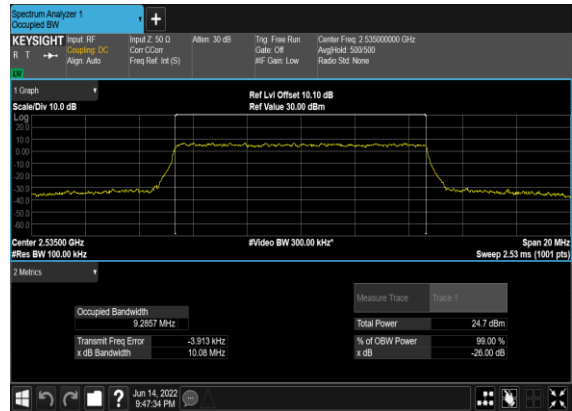 Spectrum Analyzer 1
Occupied BW
KEYSIGHT Input: RF Input Z: 50 Ω Atten: 30 dB Trig: Free Run Center Freq: 2.535000000 GHz
R T Coupling: DC Corr CCorr Gate: Off Avg|Hold: 500/500
Align: Auto Freq Ref: Int (S) #IF Gain: Low Radio Std: None
LXI
1 Graph
Ref Lvl Offset 10.10 dB
Scale/Div 10.0 dB Ref Value 30.00 dBm
Log
20.0
10.0
0.00
-10.0
-20.0
-30.0
-40.0
-50.0
-60.0
Center 2.53500 GHz #Video BW 300.00 kHz* Span 20 MHz
#Res BW 100.00 kHz Sweep 2.53 ms (1001 pts)
2 Metrics
Measure Trace Trace 1
Occupied Bandwidth
9.2857 MHz Total Power 24.7 dBm
Transmit Freq Error -3.913 kHz % of OBW Power 99.00 %
x dB Bandwidth 10.08 MHz x dB -26.00 dB
Jun 14, 2022
9:47:34 PM